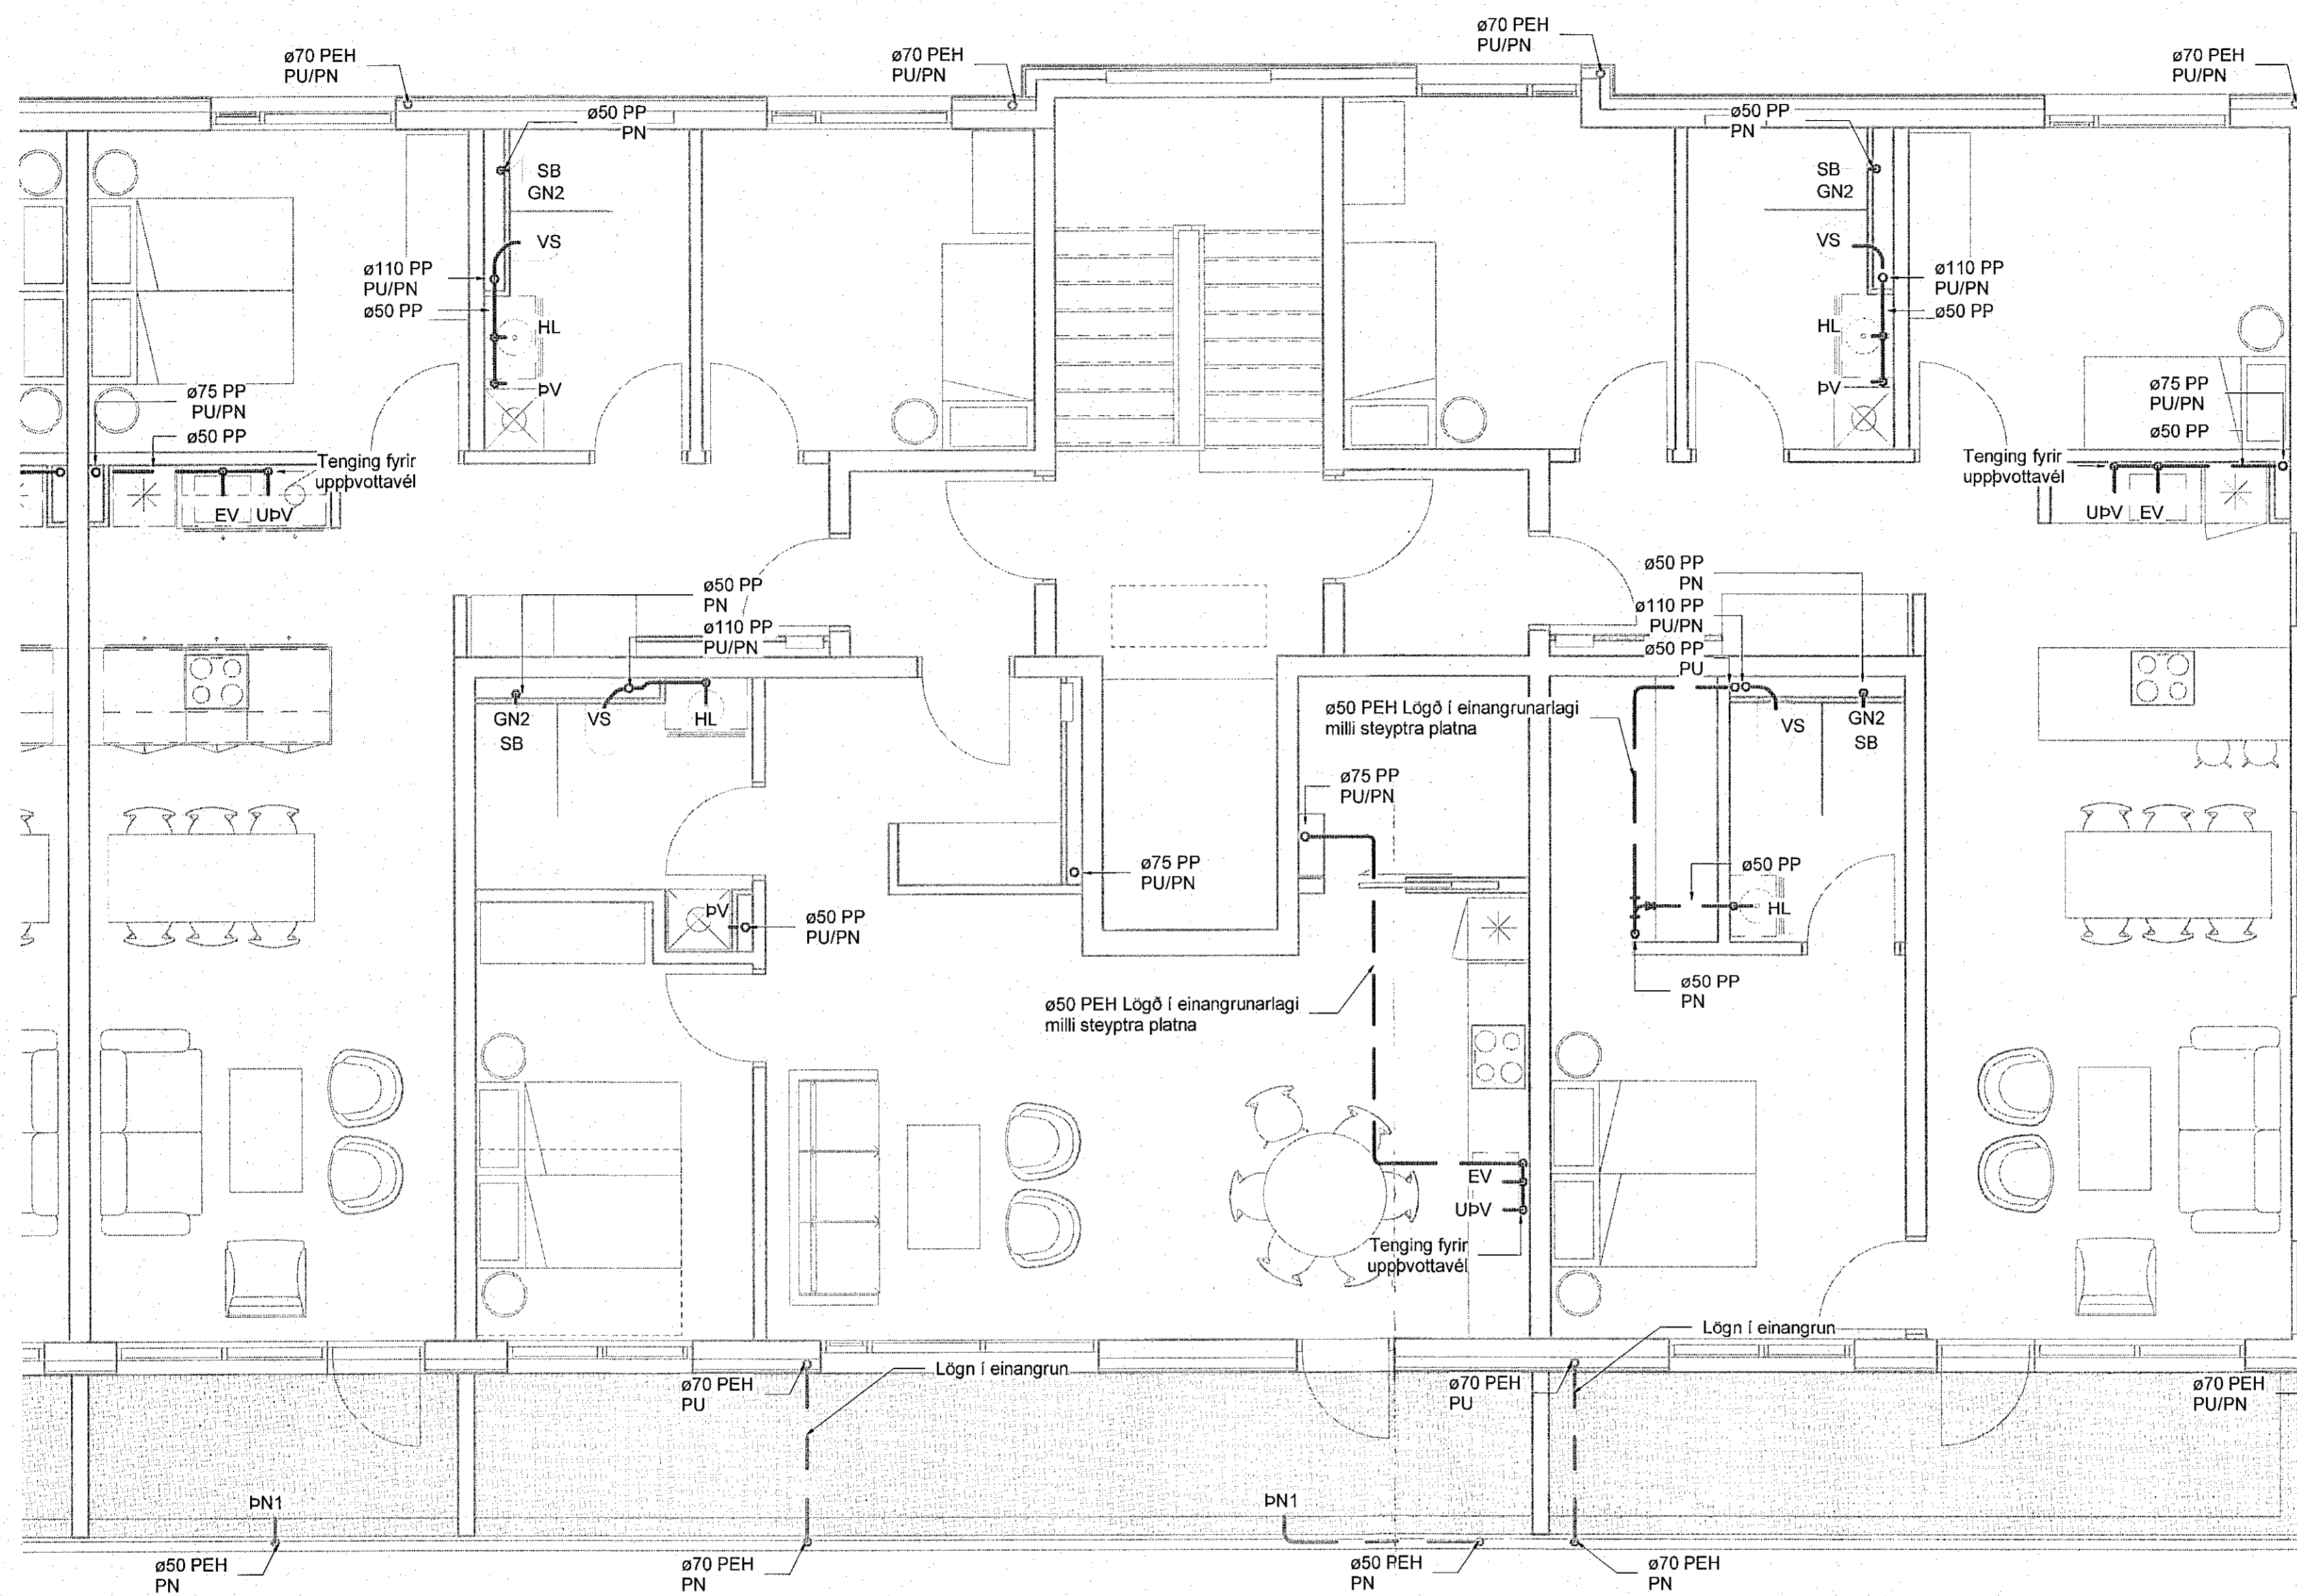 ø70 PEH
PU/PN
ø70 PEH
PU/PN
ø70 PEH
PU/PN
ø70 PEH
PU/PN
ø50 PP
PN
ø50 PP
PN
SB
GN2
SB
GN2
VS
VS
ø110 PP
PU/PN
ø50 PP
ø110 PP
PU/PN
ø50 PP
HL
HL
ÞV
ÞV
ø75 PP
PU/PN
ø50 PP
ø75 PP
PU/PN
ø50 PP
Tenging fyrir
uppþvottavél
Tenging fyrir
uppþvottavél
EV
UÞV
UÞV
EV
ø50 PP
PN
ø110 PP
PU/PN
ø50 PP
PN
ø110 PP
PU/PN
ø50 PP
PU
GN2
SB
VS
HL
ø50 PEH Lögð í einangrunarlagi
milli steyptra platna
VS
GN2
SB
ø75 PP
PU/PN
ø75 PP
PU/PN
ø50 PP
HL
ÞV
ø50 PP
PU/PN
ø50 PP
PN
ø50 PEH Lögð í einangrunarlagi
milli steyptra platna
EV
UÞV
Tenging fyrir
uppþvottavél
Lögn í einangrun
Lögn í einangrun
ø70 PEH
PU
ø70 PEH
PU
ø70 PEH
PU/PN
ÞN1
ÞN1
ø50 PEH
PN
ø70 PEH
PN
ø50 PEH
PN
ø70 PEH
PN